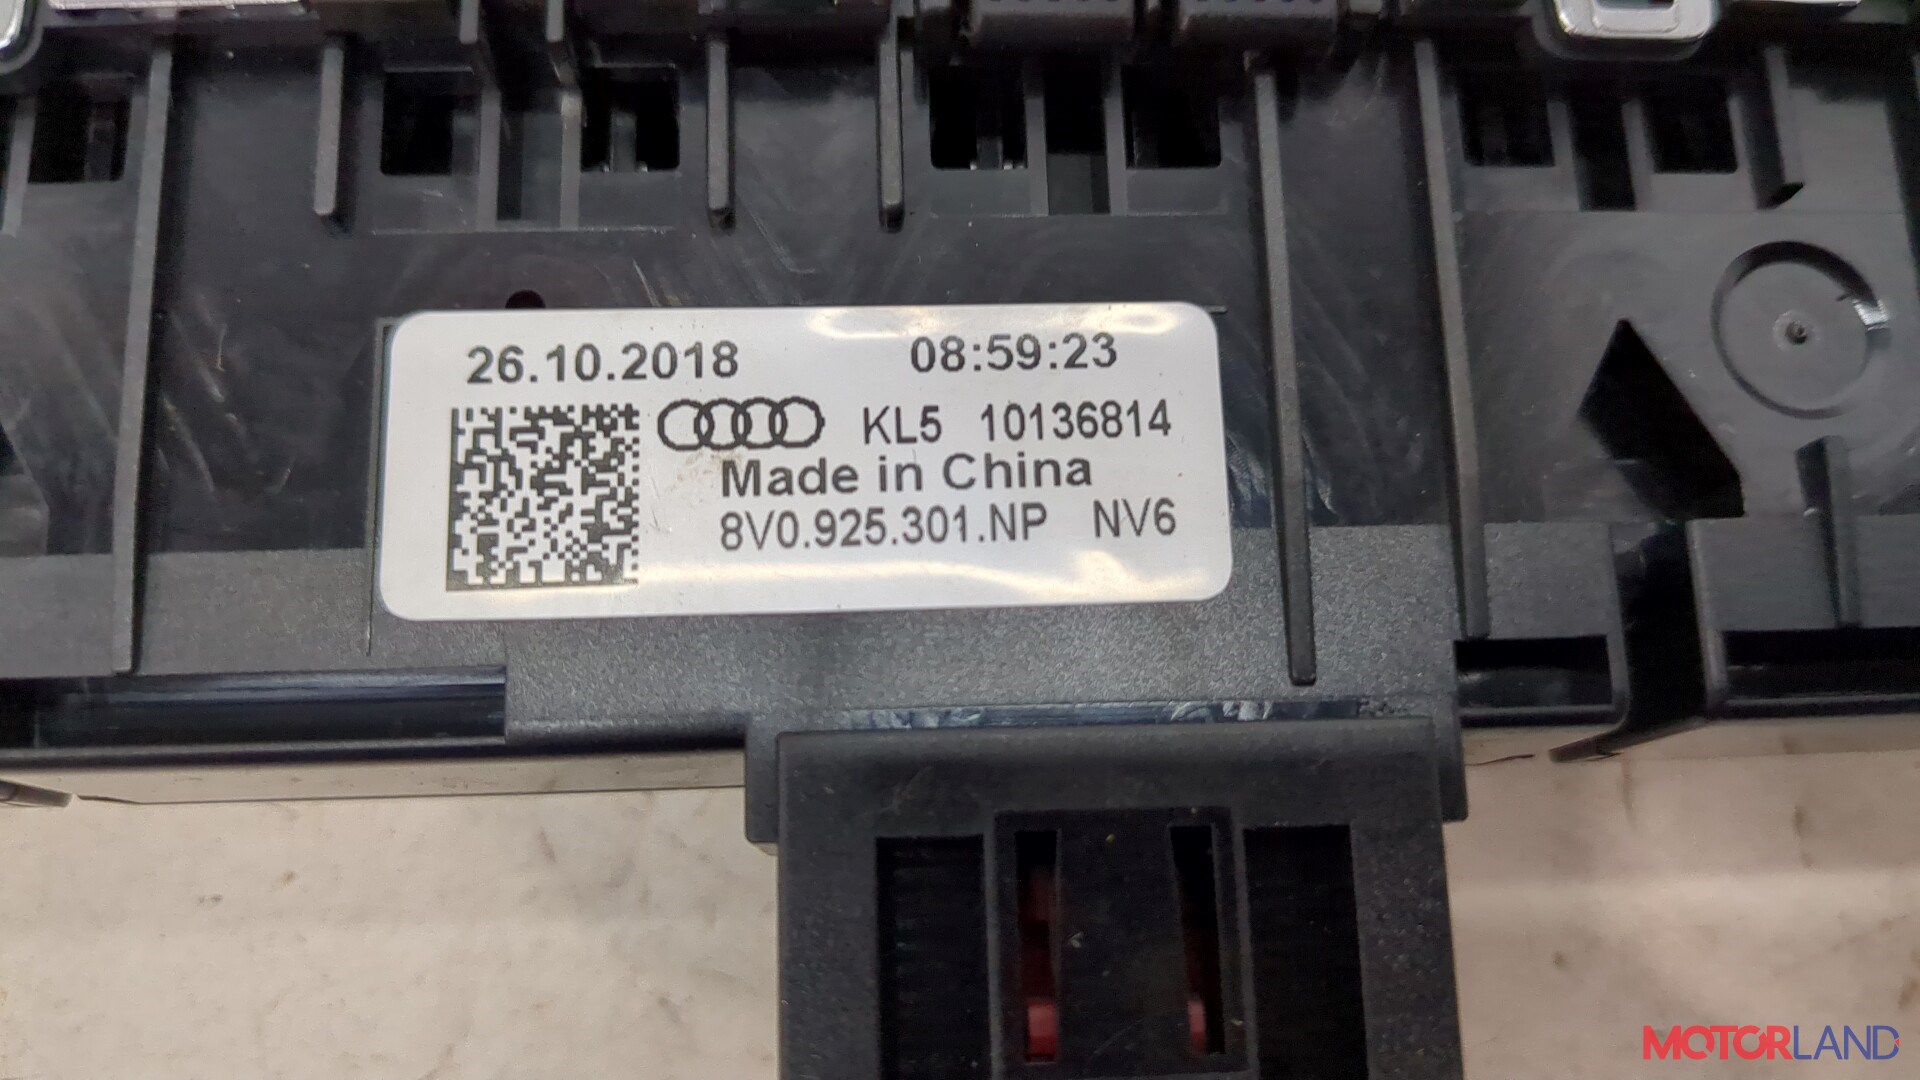 26.10.2018 08:59:23
KL5 10136814
Made in China
8V0.925.301.NP NV6
MOTORLAND